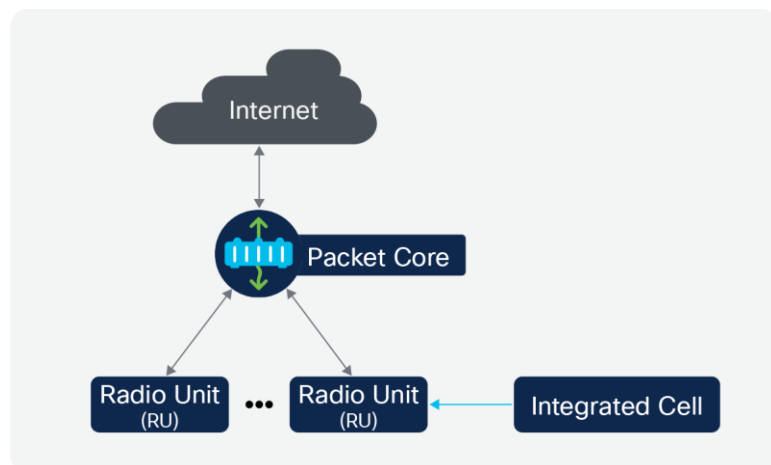 Internet
Packet Core
Radio Unit
(RU)
•••
Radio Unit
(RU)
Integrated Cell